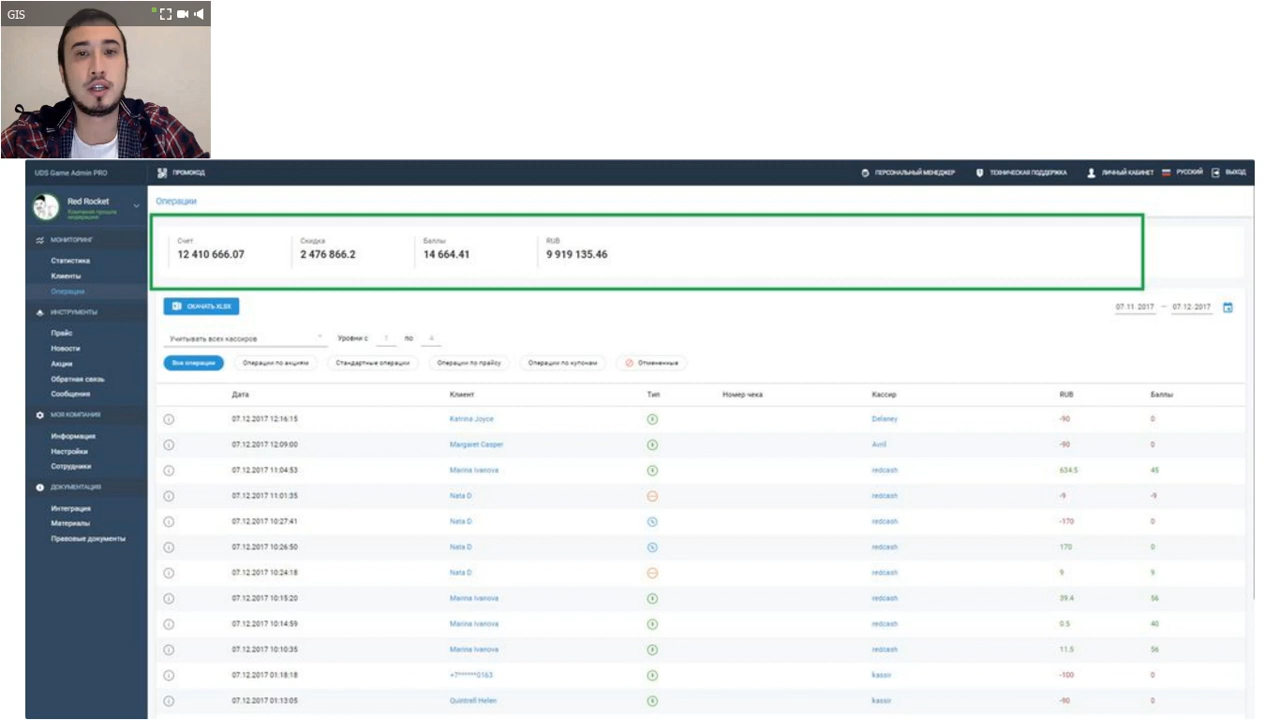 GIS
UDS Game Admin PRO
ПРОМОКОД
ПЕРСОНАЛЬНЫЙ МЕНЕДЖЕР
ТЕХНИЧЕСКАЯ ПОДДЕРЖКА
ЛИЧНЫЙ КАБИНЕТ
РУССКИЙ
ВЫХОД
Red Rocket
Компания прошла
модерацию
МОНИТОРИНГ
Статистика
Клиенты
Операции
ИНСТРУМЕНТЫ
Прайс
Новости
Акции
Обратная связь
Сообщения
МОЯ КОМПАНИЯ
Информация
Настройки
Сотрудники
ДОКУМЕНТАЦИЯ
Интеграция
Материалы
Правовые документы
Операции
Счет Скидка Баллы RUB
12 410 666.07 2 476 866.2 14 664.41 9 919 135.46
СКАЧАТЬ XLSX
07.11.2017 – 07.12.2017
Учитывать всех кассиров Уровни с 1 по
Все операции Операции по акциям Стандартные операции Операции по прайсу Операции по купонам Отмененные
Дата Клиент Тип Номер чека Кассир RUB Баллы
07.12.2017 12:16:15 Katrina Joyce Delaney -90 0
07.12.2017 12:09:00 Margaret Casper Avril -90 0
07.12.2017 11:04:53 Marina Ivanova redcash 634.5 45
07.12.2017 11:01:35 Nata D redcash -9 -9
07.12.2017 10:27:41 Nata D redcash -170 0
07.12.2017 10:26:50 Nata D redcash 170 0
07.12.2017 10:24:18 Nata D redcash 9 9
07.12.2017 10:15:20 Marina Ivanova redcash 39.4 56
07.12.2017 10:14:59 Marina Ivanova redcash 0.5 40
07.12.2017 10:10:35 Marina Ivanova redcash 11.5 56
07.12.2017 01:18:18 +7******0163 kassir -100 0
07.12.2017 01:13:05 Quintrell Helen kassir -90 0